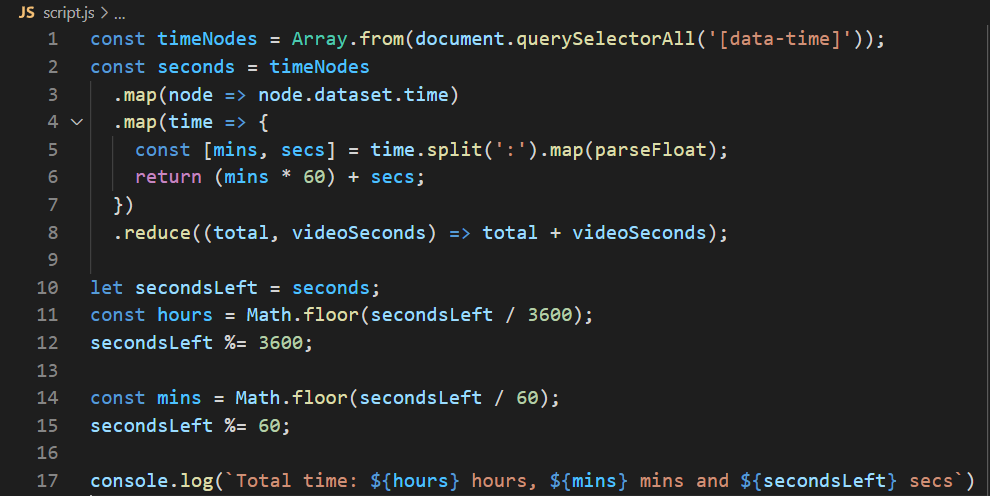 JS script.js > ...
1 const timeNodes = Array.from(document.querySelectorAll('[data-time]'));
2 const seconds = timeNodes
3   .map(node => node.dataset.time)
4   .map(time => {
5     const [mins, secs] = time.split(':').map(parseFloat);
6     return (mins * 60) + secs;
7   })
8   .reduce((total, videoSeconds) => total + videoSeconds);
9
10 let secondsLeft = seconds;
11 const hours = Math.floor(secondsLeft / 3600);
12 secondsLeft %= 3600;
13
14 const mins = Math.floor(secondsLeft / 60);
15 secondsLeft %= 60;
16
17 console.log(`Total time: ${hours} hours, ${mins} mins and ${secondsLeft} secs`)